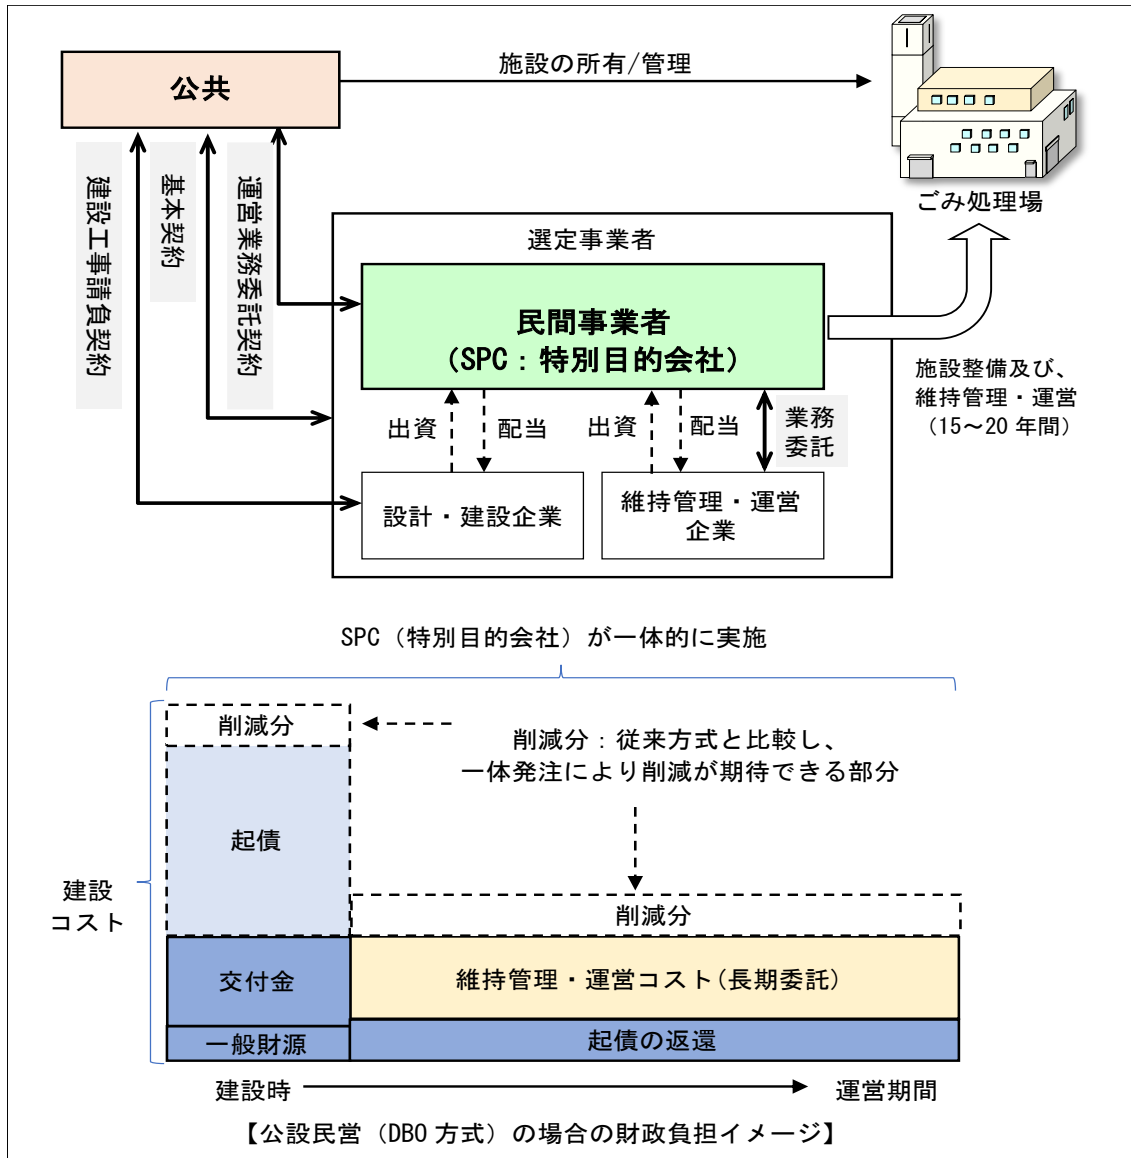 公共
施設の所有/管理
ごみ処理場
建設工事請負契約
基本契約
運営業務委託契約
選定事業者
民間事業者
(SPC：特別目的会社)
施設整備及び、
維持管理・運営
（15～20 年間）
出資
配当
出資
配当
業務
委託
設計・建設企業
維持管理・運営
企業
SPC（特別目的会社）が一体的に実施
削減分
削減分：従来方式と比較し、
一体発注により削減が期待できる部分
起債
建設
コスト
削減分
交付金
維持管理・運営コスト(長期委託)
一般財源
起債の返還
建設時
運営期間
【公設民営（DBO 方式）の場合の財政負担イメージ】